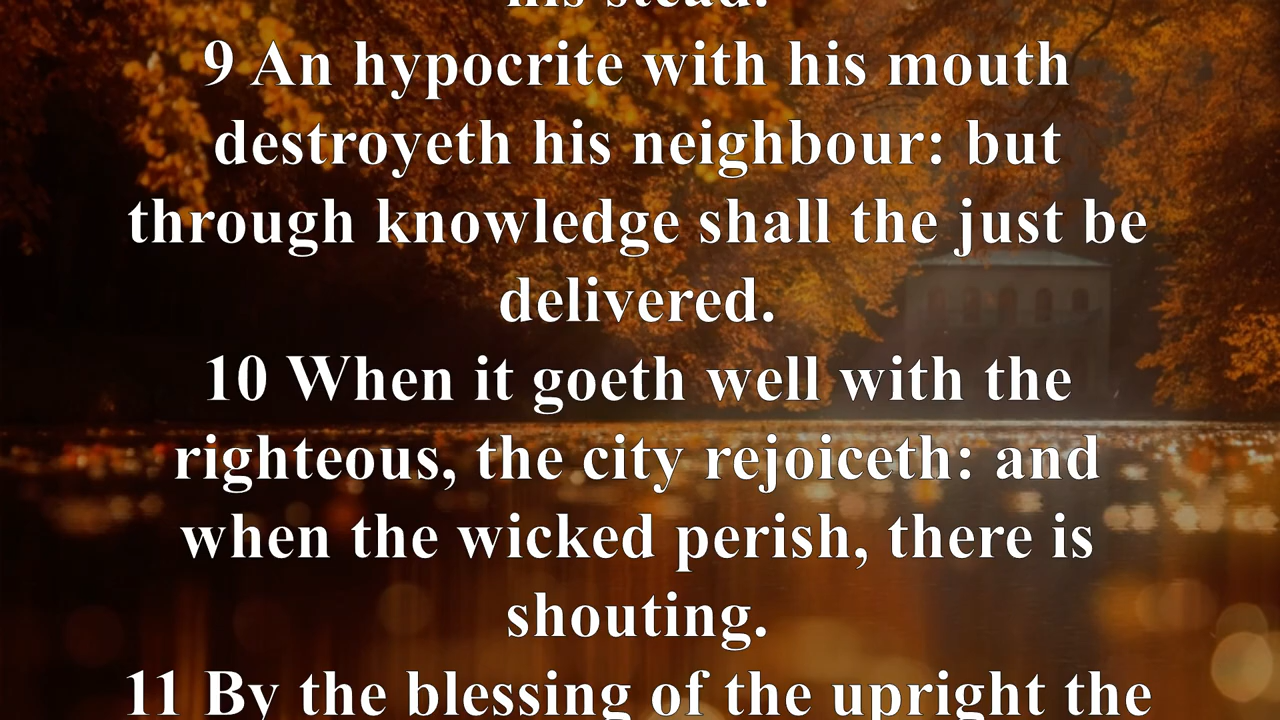 his stead.
9 An hypocrite with his mouth
destroyeth his neighbour: but
through knowledge shall the just be
delivered.
10 When it goeth well with the
righteous, the city rejoiceth: and
when the wicked perish, there is
shouting.
11 By the blessing of the upright the